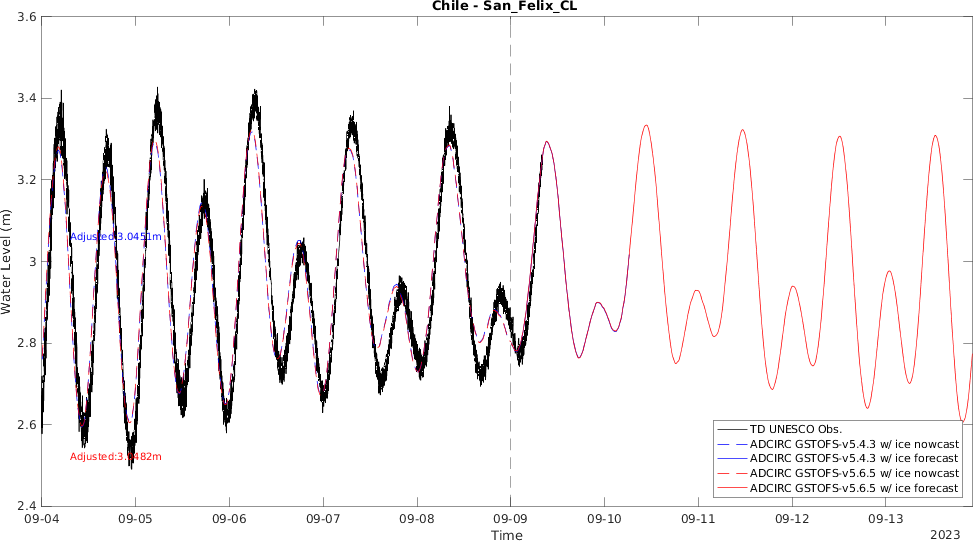 Chile - San_Felix_CL
3.6
3.4
3.2
3
2.8
2.6
2.4
Water Level (m)
Adjusted:3.0451m
TD UNESCO Obs.
ADCIRC GSTOFS-v5.4.3 w/ ice nowcast
ADCIRC GSTOFS-v5.4.3 w/ ice forecast
ADCIRC GSTOFS-v5.6.5 w/ ice nowcast
ADCIRC GSTOFS-v5.6.5 w/ ice forecast
09-04 09-05 09-06 09-07 09-08 09-09 09-10 09-11 09-12 09-13
Time
2023